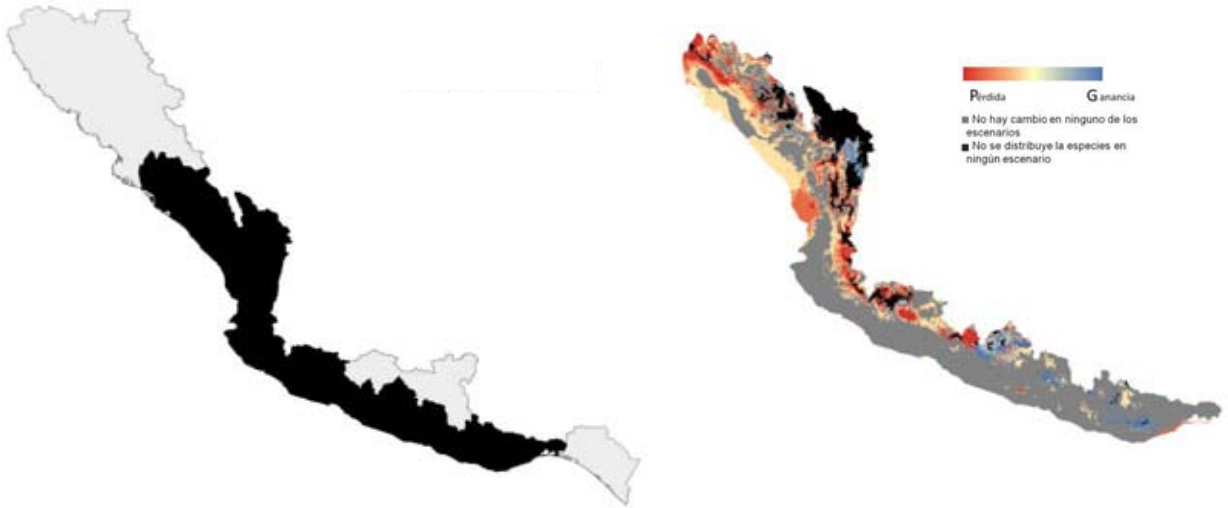 Pérdida Ganancia
No hay cambio en ninguno de los
escenarios
No se distribuye la especies en
ningún escenario